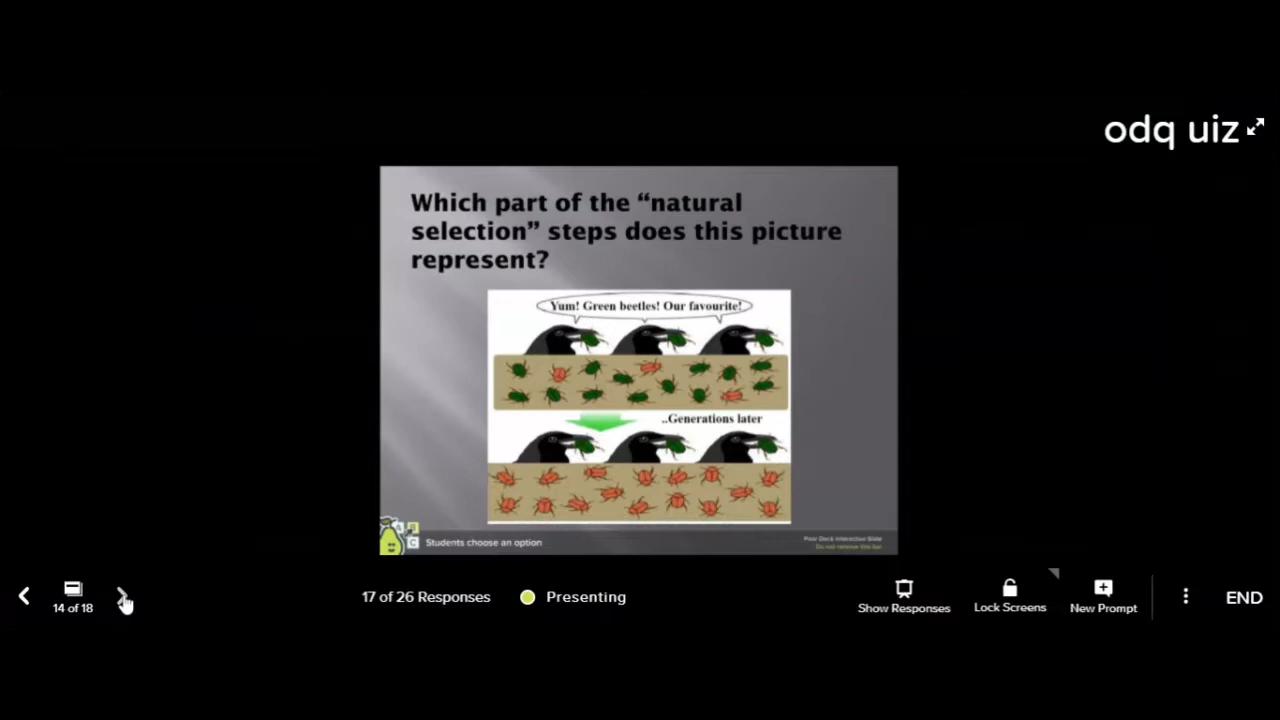 odq uiz
Which part of the “natural
selection” steps does this picture
represent?
Yum! Green beetles! Our favourite!
..Generations later
A
B
C
Students choose an option
Pear Deck Interactive Slide
Do not remove this bar
14 of 18
17 of 26 Responses
Presenting
Show Responses
Lock Screens
New Prompt
END